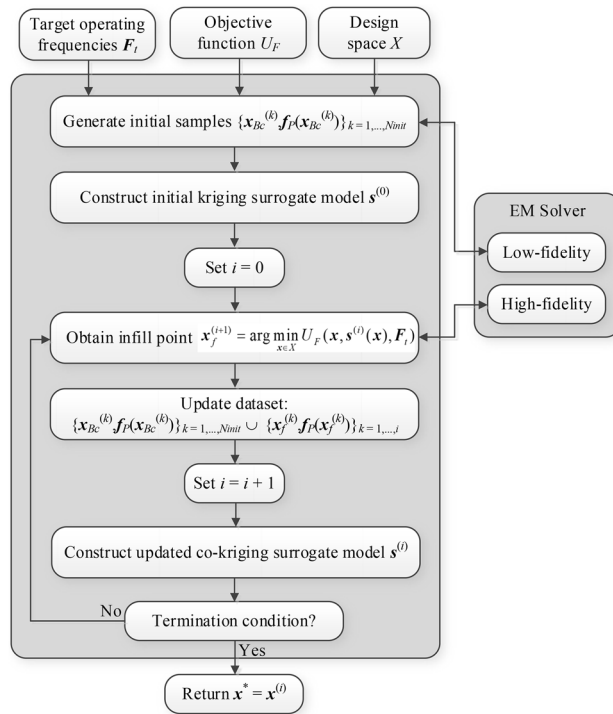 Target operating
frequencies F_t
Objective
function U_F
Design
space X
Generate initial samples {x_Bc^(k), f_P(x_Bc^(k))}_k = 1,...,Ninit
Construct initial kriging surrogate model s^(0)
EM Solver
Low-fidelity
Set i = 0
High-fidelity
Obtain infill point x_f^(i+1) = arg min_{x∈X} U_F(x, s^(i)(x), F_t)
Update dataset:
{x_Bc^(k), f_P(x_Bc^(k))}_k = 1,...,Ninit ∪ {x_f^(k), f_P(x_f^(k))}_k = 1,...,i
Set i = i + 1
Construct updated co-kriging surrogate model s^(i)
No
Termination condition?
Yes
Return x^* = x^(i)